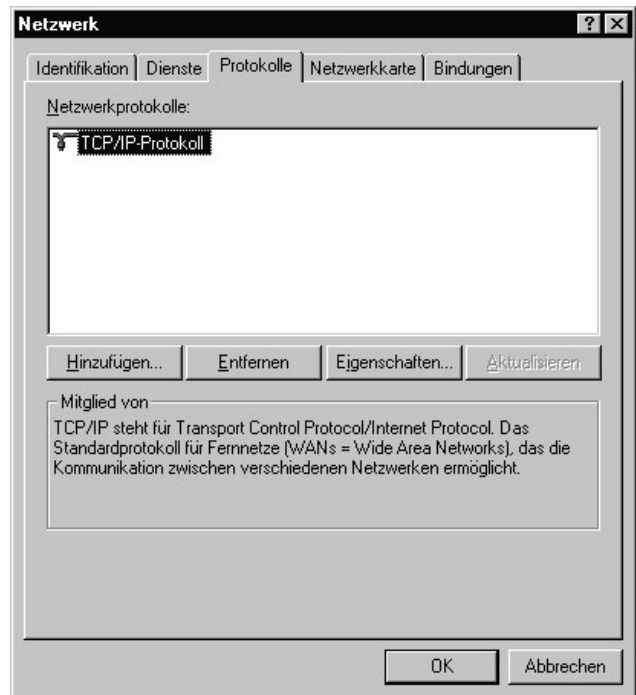 Netzwerk
Identifikation Dienste Protokolle Netzwerkkarte Bindungen
Netzwerkprotokolle:
TCP/IP-Protokoll
Hinzufügen... Entfernen Eigenschaften... Aktualisieren
Mitglied von
TCP/IP steht für Transport Control Protocol/Internet Protocol. Das
Standardprotokoll für Fernnetze (WANs = Wide Area Networks), das die
Kommunikation zwischen verschiedenen Netzwerken ermöglicht.
OK Abbrechen